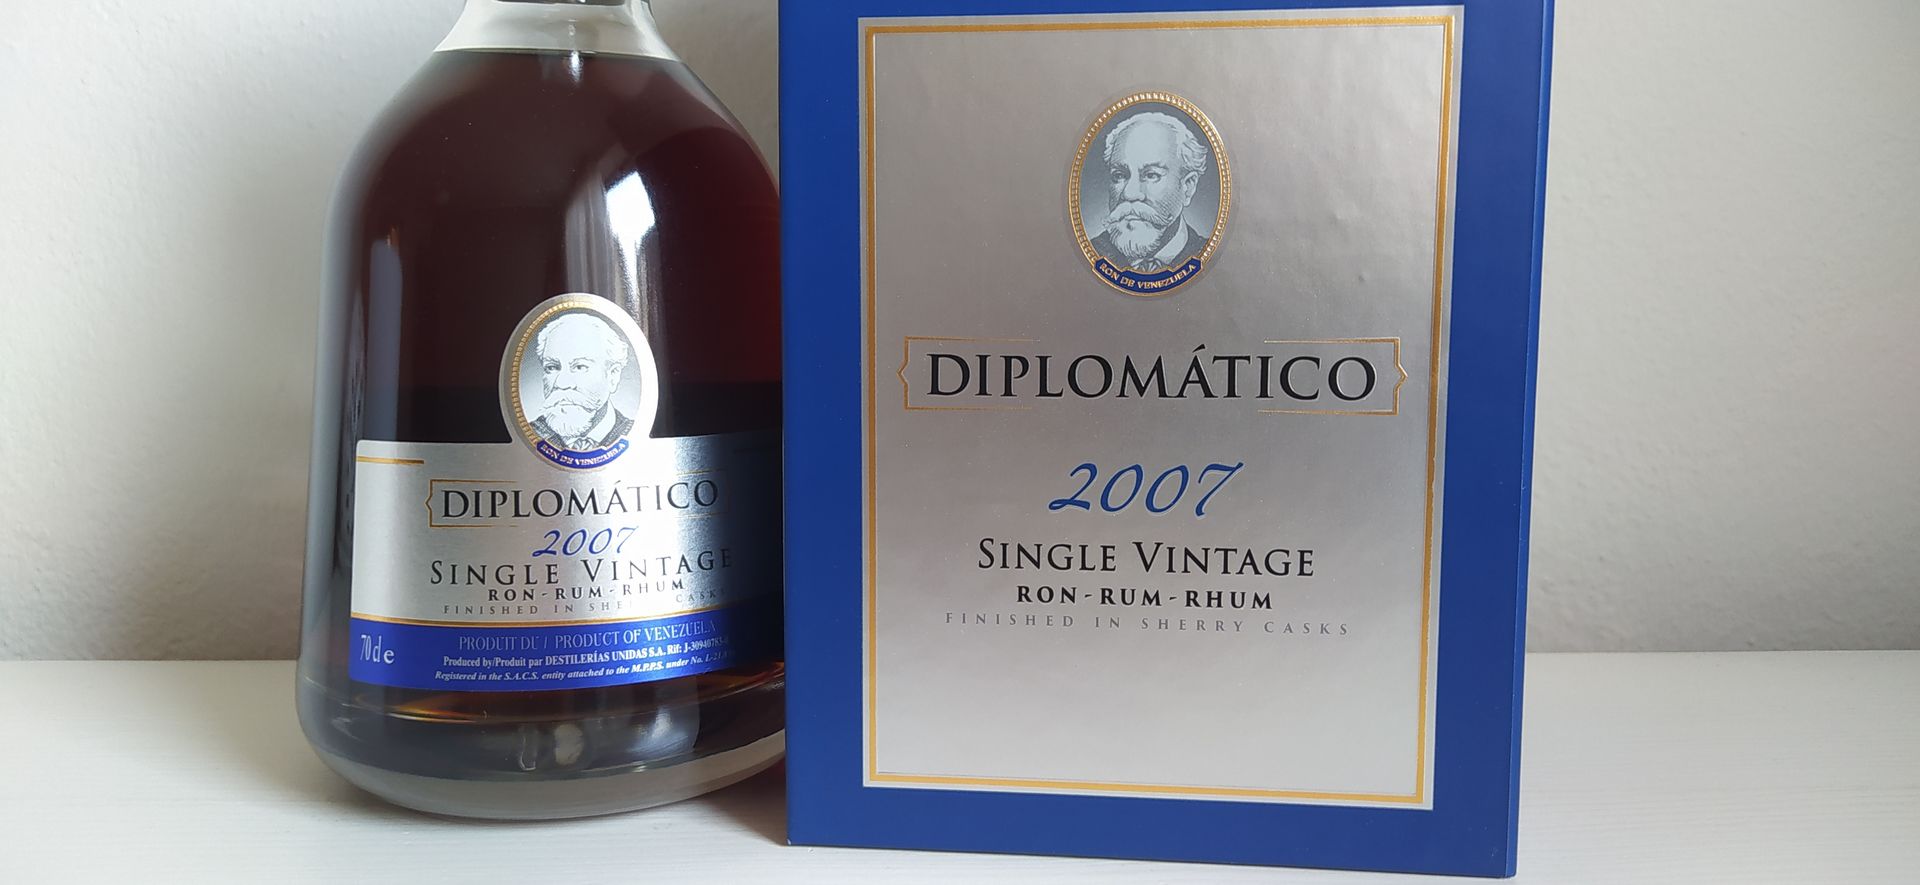 RON DE VENEZUELA
DIPLOMÁTICO
2007
SINGLE VINTAGE
RON-RUM-RHUM
FINISHED IN CASKS
70cl e
PRODUIT DU / PRODUCT OF VENEZUELA
Produced by/Produit par DESTILERÍAS UNIDAS S.A. Rif:
Registered in the S.A.C.S. entity attached to the M.P.P.S. under No.
RON DE VENEZUELA
DIPLOMÁTICO
2007
SINGLE VINTAGE
RON-RUM-RHUM
FINISHED IN SHERRY CASKS